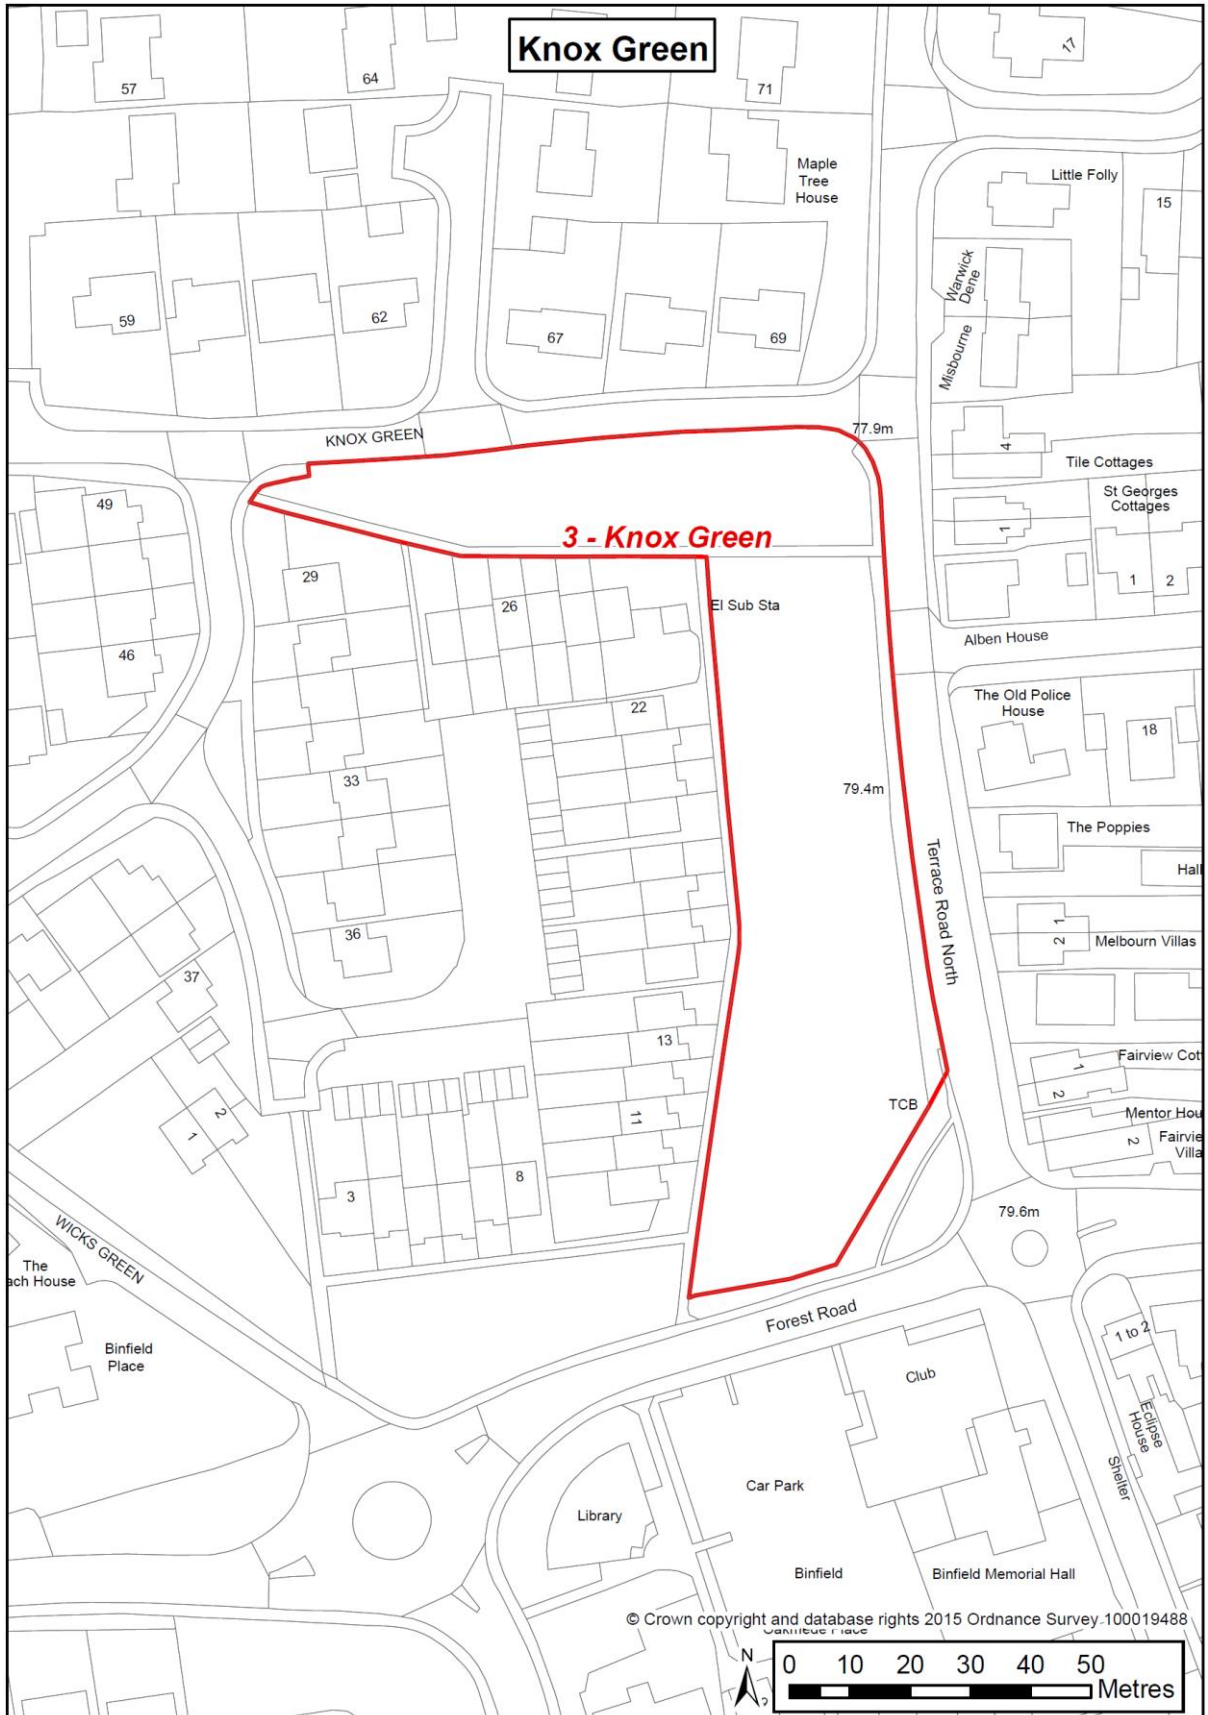 Knox Green
57
64
71
17
Maple
Tree
House
Little Folly
15
Warwick
Dene
59
62
67
69
Misbourne
KNOX GREEN
77.9m
4
Tile Cottages
49
St Georges
Cottages
3 - Knox Green
1
29
26
El Sub Sta
1
2
46
Alben House
22
The Old Police
House
18
33
79.4m
The Poppies
Terrace Road North
Hall
36
1
2
Melbourn Villas
37
13
Fairview Cot
1
2
TCB
Mentor Hou
11
2
1
2
Fairvie
Villa
8
3
79.6m
WICKS GREEN
The
ach House
Forest Road
Binfield
Place
1 to 2
Club
Eclipse
House
Shelter
Car Park
Library
Binfield
Binfield Memorial Hall
© Crown copyright and database rights 2015 Ordnance Survey 100019488
Oakmede Place
N
0 10 20 30 40 50
Metres